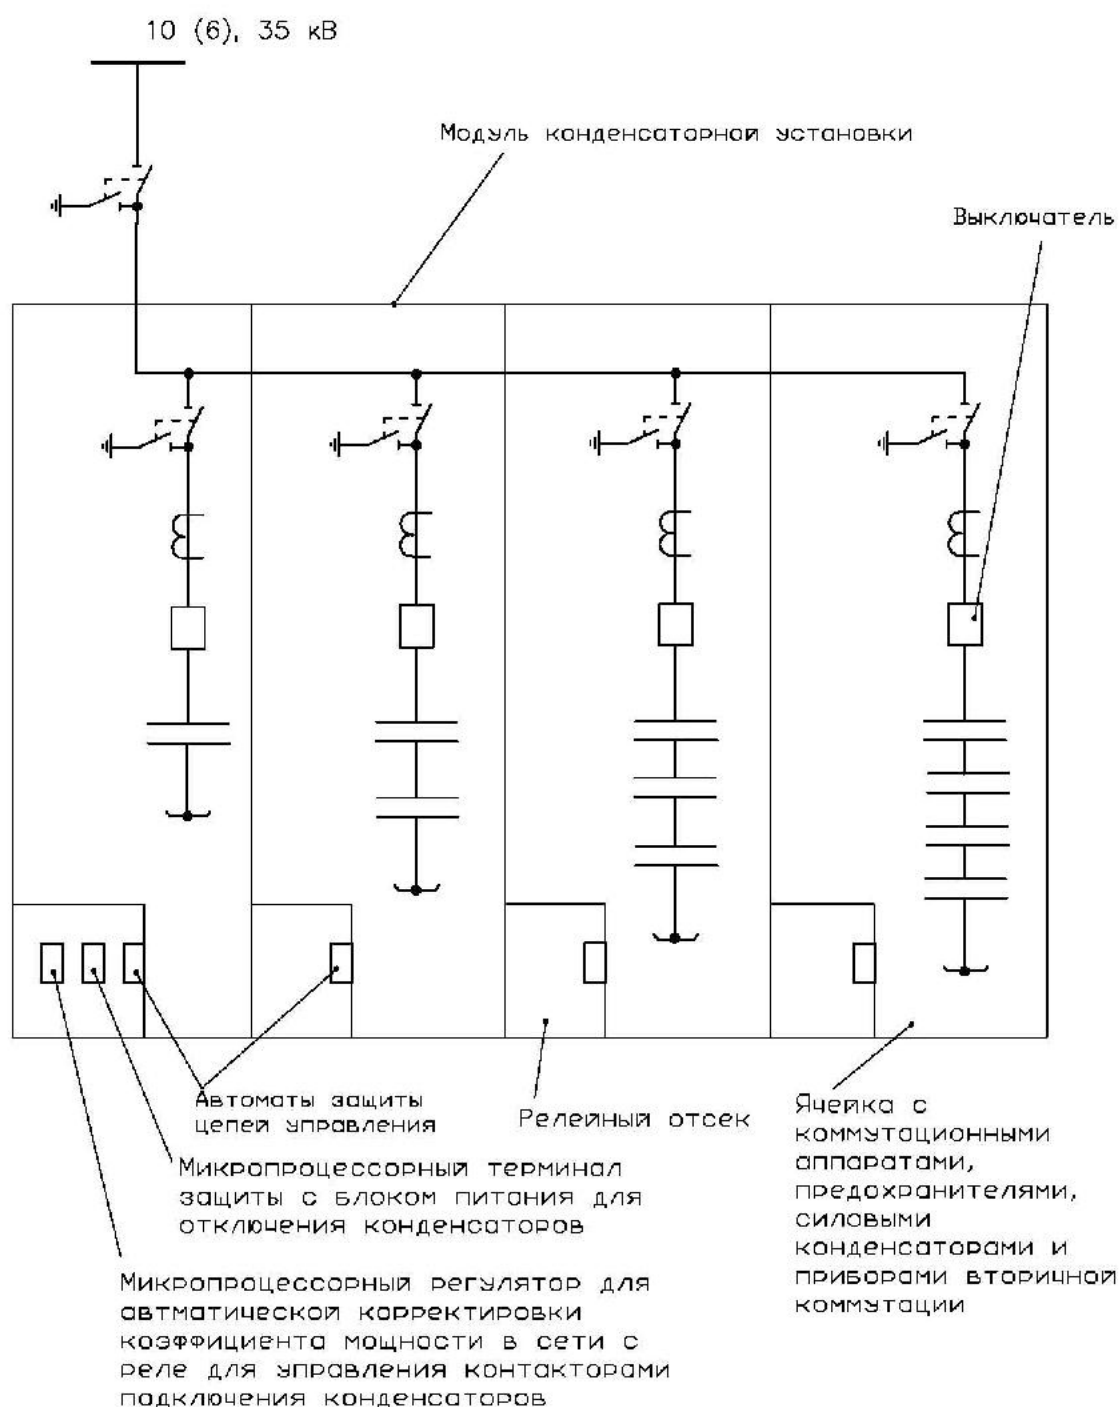 10 (6), 35 кВ
Модуль конденсаторной установки
Выключатель
Автоматы защиты
цепей управления
Релейный отсек
Ячейка с
коммутационными
аппаратами,
предохранителями,
силовыми
конденсаторами и
приборами вторичной
коммутации
Микропроцессорный терминал
защиты с блоком питания для
отключения конденсаторов
Микропроцессорный регулятор для
автматической корректировки
коэффициента мощности в сети с
реле для управления контакторами
подключения конденсаторов